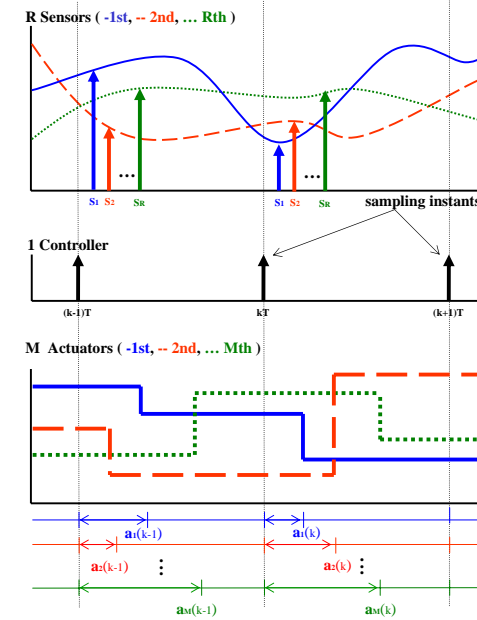 R Sensors ( -1st, -- 2nd, … Rth )
...
...
S1 S2 SR S1 S2 SR
sampling instants
1 Controller
(k-1)T kT (k+1)T
M Actuators ( -1st, -- 2nd, … Mth )
a1(k-1) a1(k)
a2(k-1) a2(k)
aM(k-1) aM(k)